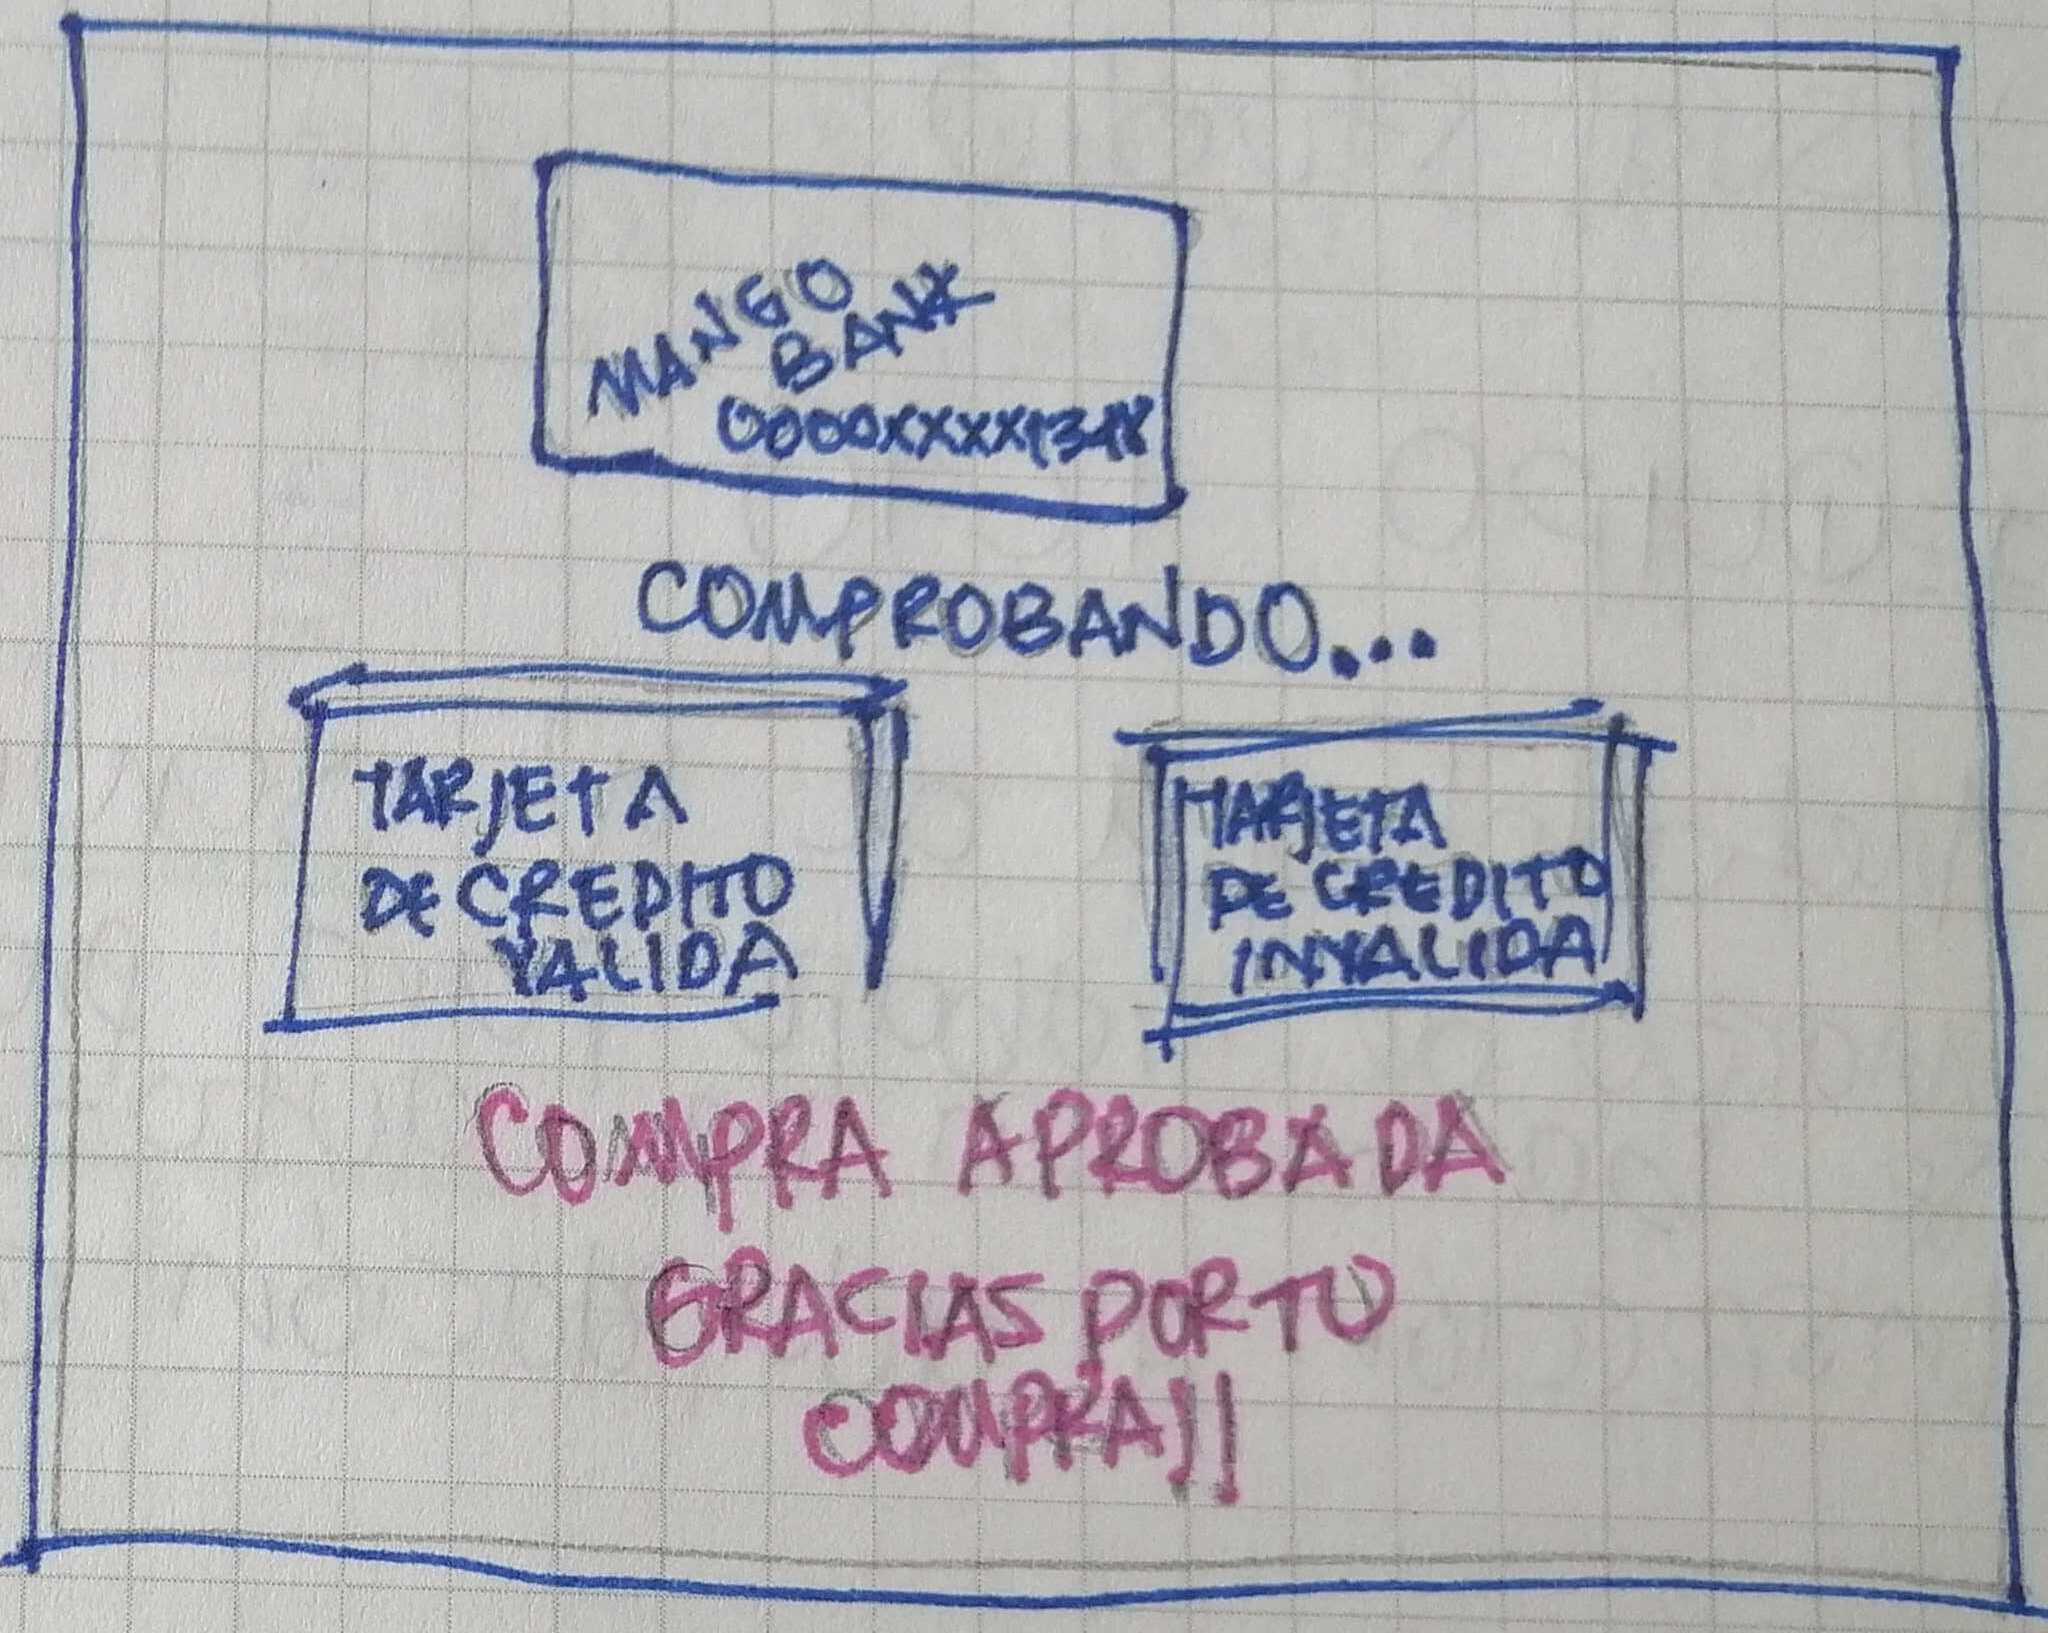 MANGO
BANK
0000XXXX1348
COMPROBANDO...
TARJETA
DE CREDITO
VALIDA
TARJETA
DE CREDITO
INVALIDA
COMPRA APROBADA
GRACIAS POR TU
COMPRA!!